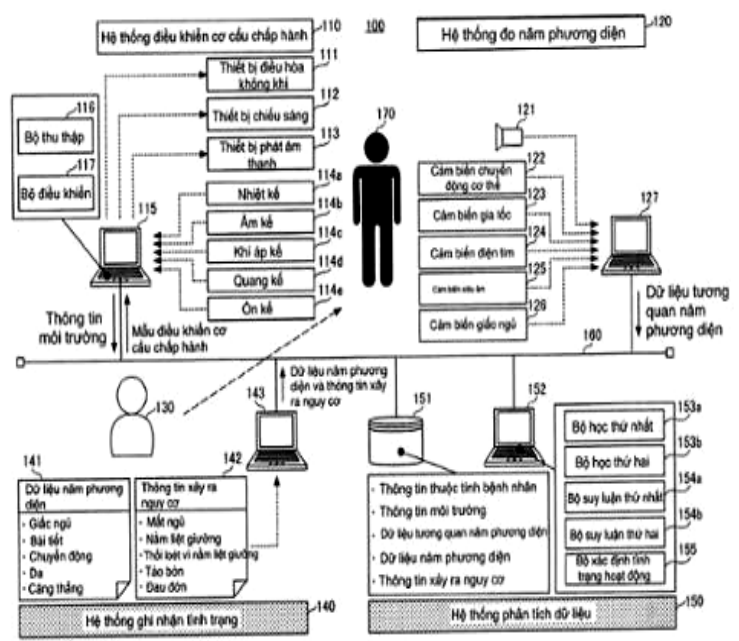 Hệ thống điều khiển cơ cấu chấp hành
110
100
Hệ thống đo năm phương diện
120
111
Thiết bị điều hòa
không khí
112
Thiết bị chiếu sáng
113
Thiết bị phát âm
thanh
116
Bộ thu thập
117
Bộ điều khiển
115
114a
Nhiệt kế
114b
Ẩm kế
114c
Khí áp kế
114d
Quang kế
114e
Ồn kế
170
121
122
Cảm biến chuyển
động cơ thể
123
Cảm biến gia tốc
124
Cảm biến điện tim
125
Cảm biến siêu âm
126
Cảm biến giấc ngủ
127
Thông tin
môi trường
Mẫu điều khiển cơ
cấu chấp hành
Dữ liệu tương
quan năm
phương diện
160
130
143
Dữ liệu năm phương
diện và thông tin xảy
ra nguy cơ
151
152
141
Dữ liệu năm phương
diện
· Giấc ngủ
· Bài tiết
· Chuyển động
· Da
· Căng thẳng
142
Thông tin xảy ra
nguy cơ
· Mất ngủ
· Nằm liệt giường
· Thối loét vì nằm liệt giường
· Táo bón
· Đau đớn
Hệ thống ghi nhận tình trạng
140
· Thông tin thuộc tính bệnh nhân
· Thông tin môi trường
· Dữ liệu tương quan năm phương diện
· Dữ liệu năm phương diện
· Thông tin xảy ra nguy cơ
153a
Bộ học thứ nhất
153b
Bộ học thứ hai
154a
Bộ suy luận thứ nhất
154b
Bộ suy luận thứ hai
155
Bộ xác định tình
trạng hoạt động
Hệ thống phân tích dữ liệu
150